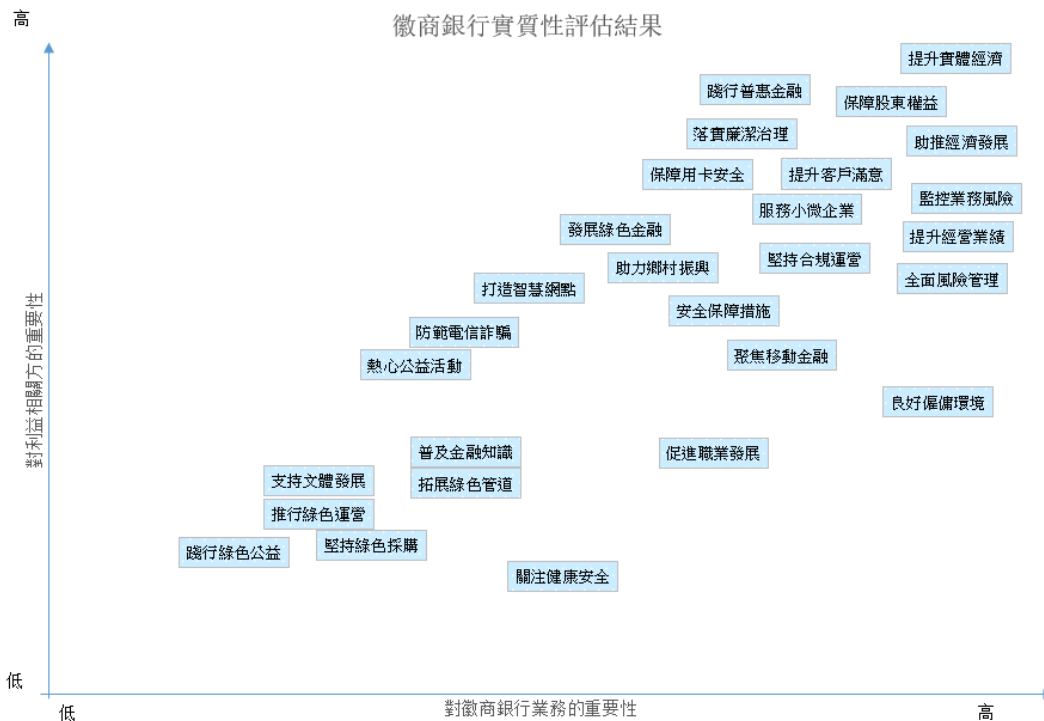 高
徽商銀行實質性評估結果
提升實體經濟
踐行普惠金融
保障股東權益
落實廉潔治理
助推經濟發展
保障用卡安全
提升客戶滿意
監控業務風險
服務小微企業
發展綠色金融
提升經營業績
堅持合規運營
助力鄉村振興
全面風險管理
打造智慧網點
安全保障措施
防範電信詐騙
聚焦移動金融
熱心公益活動
對利益相關方的重要性
良好僱傭環境
普及金融知識
促進職業發展
支持文體發展
拓展綠色管道
推行綠色運營
堅持綠色採購
踐行綠色公益
關注健康安全
低
低
對徽商銀行業務的重要性
高